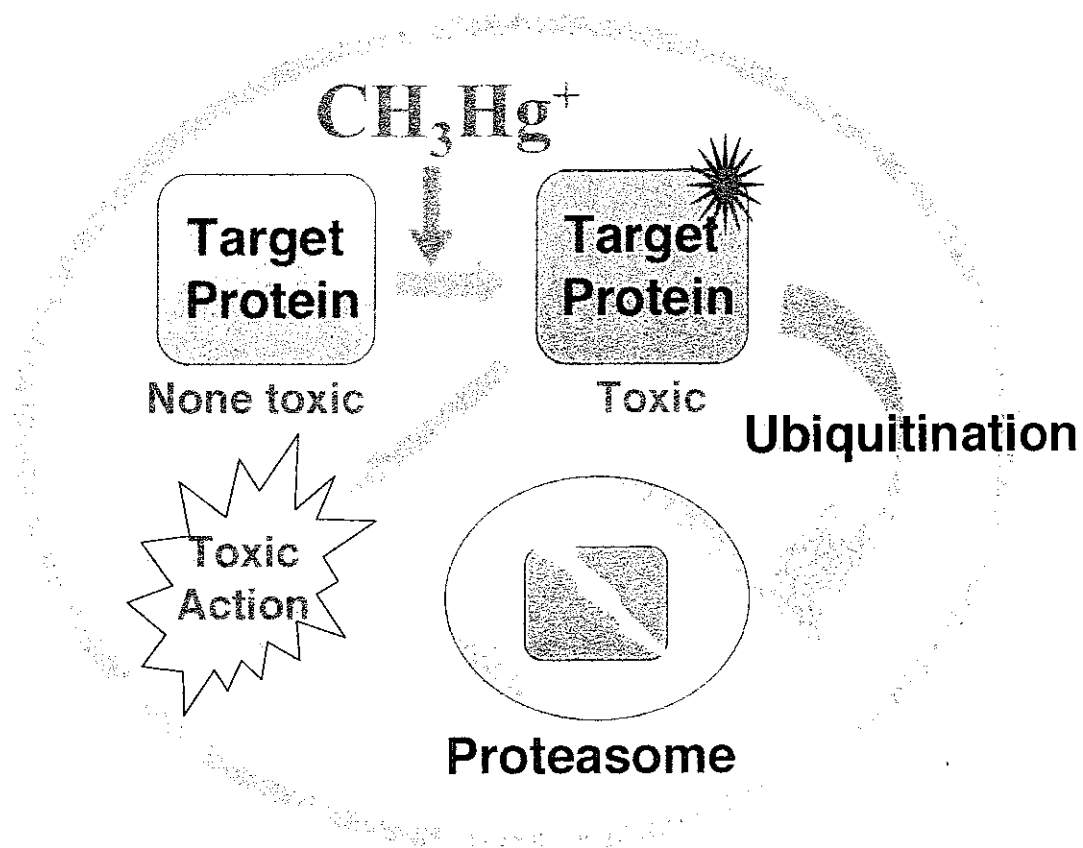 CH₃Hg⁺
Target
Protein
Target
Protein
None toxic
Toxic
Ubiquitination
Toxic
Action
Proteasome